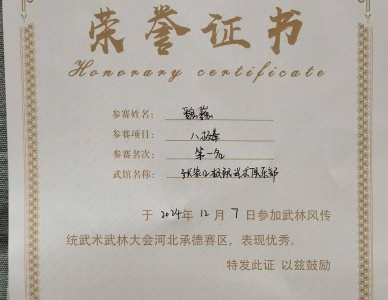 荣誉证书
Honorary certificate
参赛姓名：
参赛项目：八极拳
参赛名次：第一名
武馆名称：
于 2024年 12月 7日参加武林风传
统武术武林大会河北承德赛区，表现优秀。
特发此证 以兹鼓励